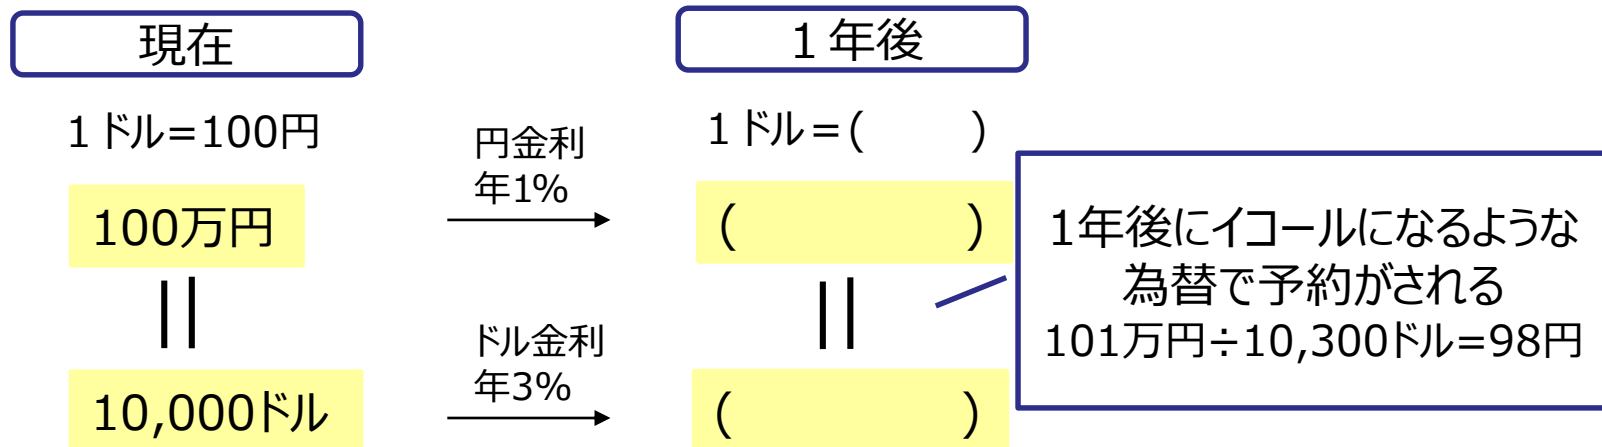 現在
1ドル=100円
100万円
||
10,000ドル
円金利
年1%
ドル金利
年3%
1年後
1ドル=(　　　)
(　　　　　)
||
(　　　　　)
1年後にイコールになるような
為替で予約がされる
101万円÷10,300ドル=98円